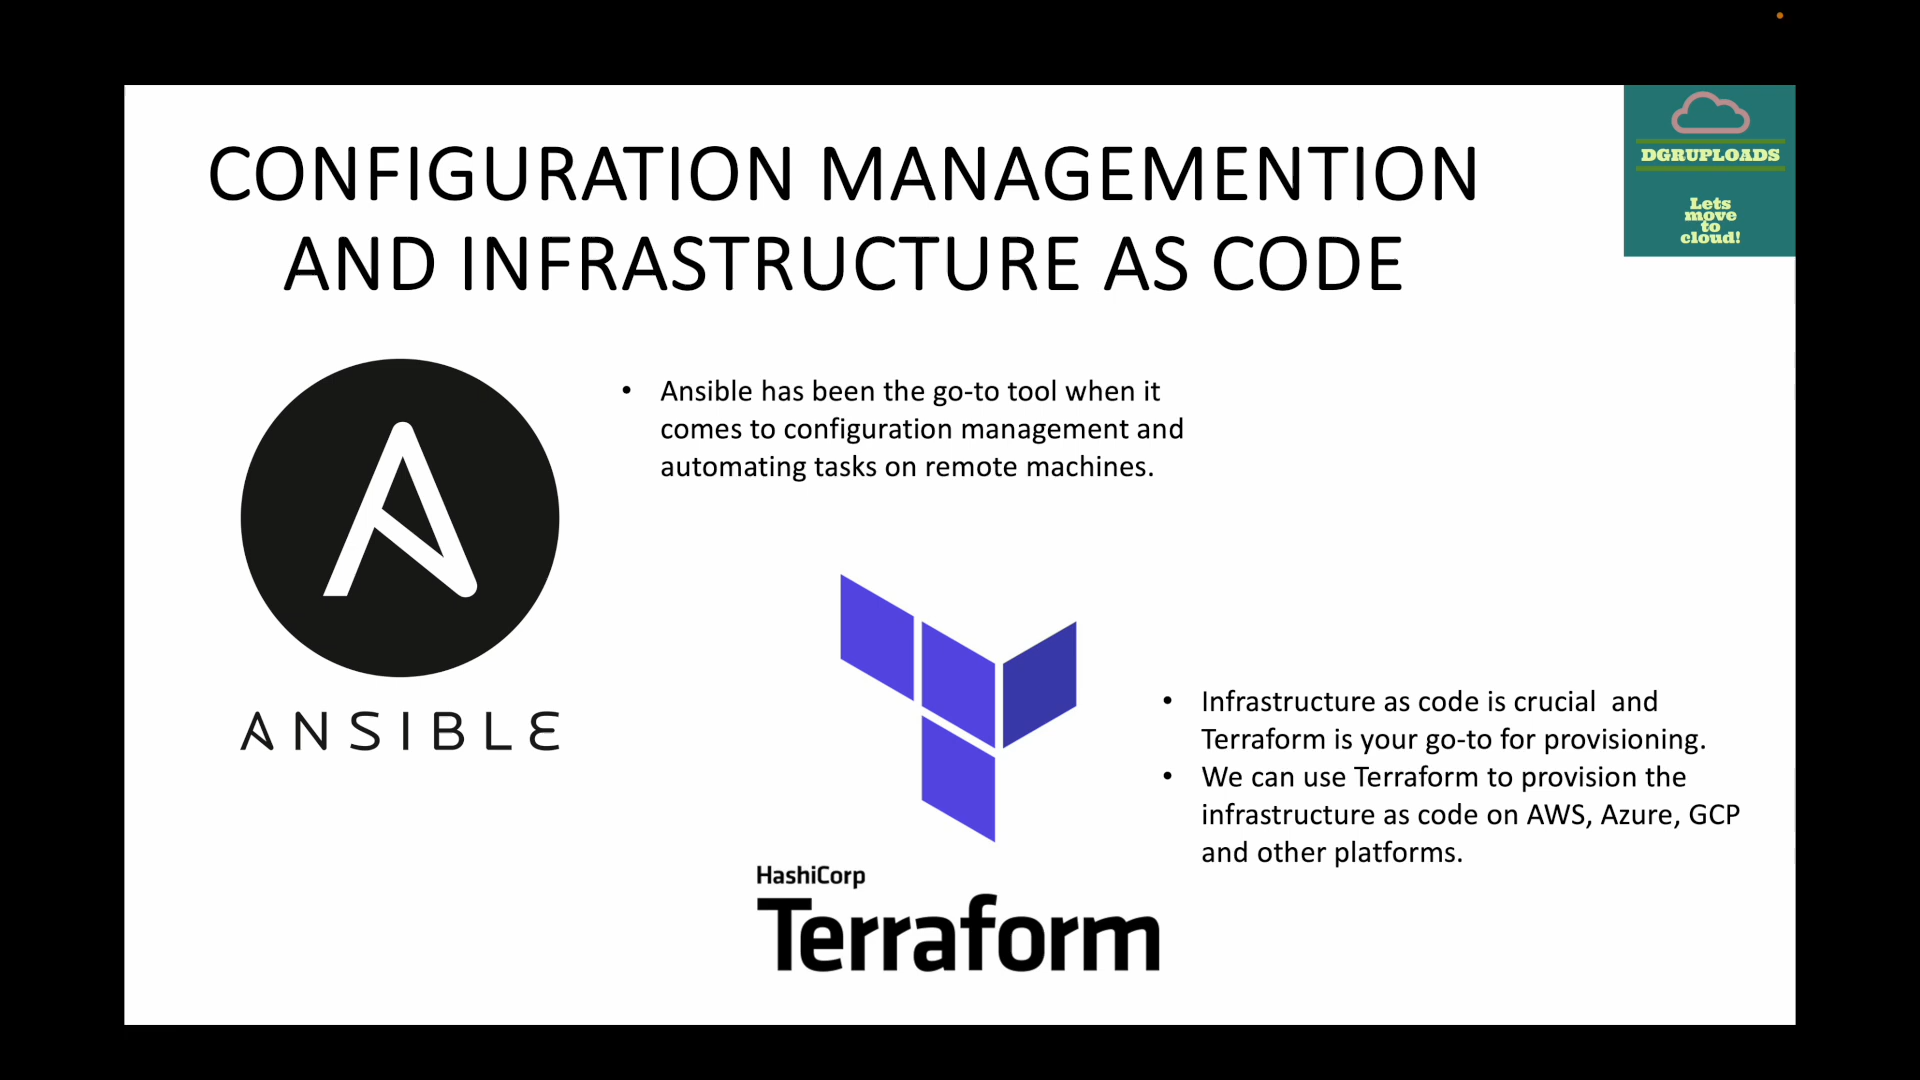 CONFIGURATION MANAGEMENTION
AND INFRASTRUCTURE AS CODE
DGRUPLOADS
Lets
move
to
cloud!
• Ansible has been the go-to tool when it
comes to configuration management and
automating tasks on remote machines.
ANSIBLE
• Infrastructure as code is crucial  and
Terraform is your go-to for provisioning.
• We can use Terraform to provision the
infrastructure as code on AWS, Azure, GCP
and other platforms.
HashiCorp
Terraform